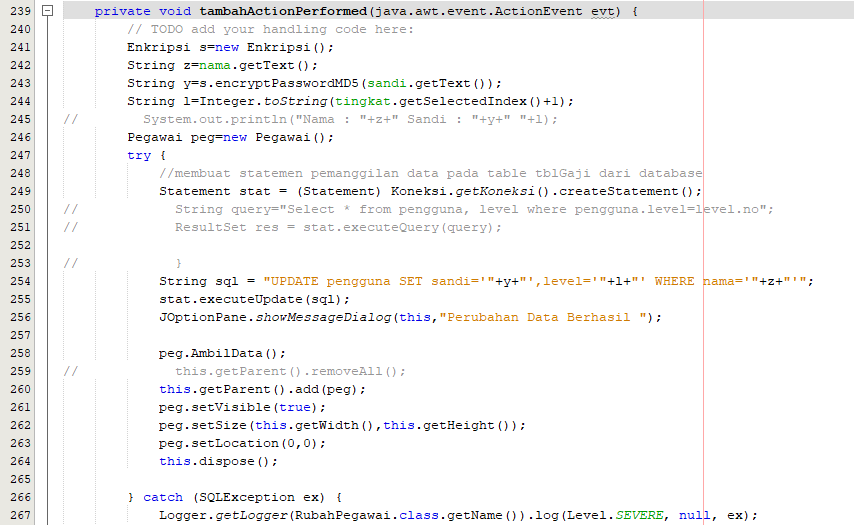 239 private void tambahActionPerformed(java.awt.event.ActionEvent evt) {
240 // TODO add your handling code here:
241 Enkripsi s=new Enkripsi();
242 String z=nama.getText();
243 String y=s.encryptPasswordMD5(sandi.getText());
244 String l=Integer.toString(tingkat.getSelectedIndex()+1);
245 // System.out.println("Nama : "+z+" Sandi : "+y+" "+l);
246 Pegawai peg=new Pegawai();
247 try {
248 //membuat statemen pemanggilan data pada table tblGaji dari database
249 Statement stat = (Statement) Koneksi.getKoneksi().createStatement();
250 // String query="Select * from pengguna, level where pengguna.level=level.no";
251 // ResultSet res = stat.executeQuery(query);
252
253 // }
254 String sql = "UPDATE pengguna SET sandi='"+y+"',level='"+l+"' WHERE nama='"+z+"'";
255 stat.executeUpdate(sql);
256 JOptionPane.showMessageDialog(this,"Perubahan Data Berhasil ");
257
258 peg.AmbilData();
259 // this.getParent().removeAll();
260 this.getParent().add(peg);
261 peg.setVisible(true);
262 peg.setSize(this.getWidth(),this.getHeight());
263 peg.setLocation(0,0);
264 this.dispose();
265
266 } catch (SQLException ex) {
267 Logger.getLogger(RubahPegawai.class.getName()).log(Level.SEVERE, null, ex);